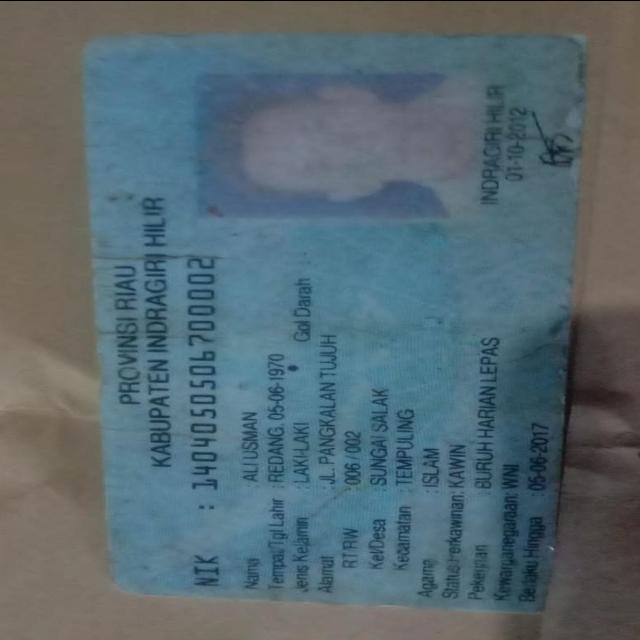 PROVINSI RIAU
KABUPATEN INDRAGIRI HILIR
NIK : 1404050506700002
Nama : ALI USMAN
Tempat/Tgl Lahir : REDANG, 05-06-1970
Jenis Kelamin : LAKI-LAKI Gol Darah
Alamat : JL. PANGKALAN TUJUH
RT/RW : 006 / 002
Kel/Desa : SUNGAI SALAK
Kecamatan : TEMPULING
Agama : ISLAM
Status Perkawinan: KAWIN
Pekerjaan : BURUH HARIAN LEPAS
Kewarganegaraan: WNI
Berlaku Hingga : 05-06-2017
INDRAGIRI HILIR
01-10-2012